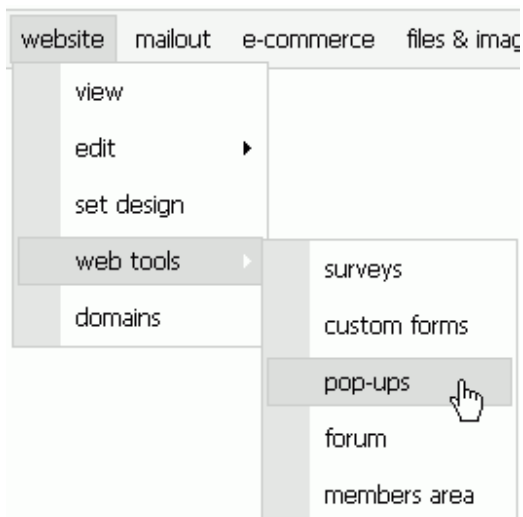 website mailout e-commerce files & imag
view
edit
set design
web tools
domains
surveys
custom forms
pop-ups
forum
members area